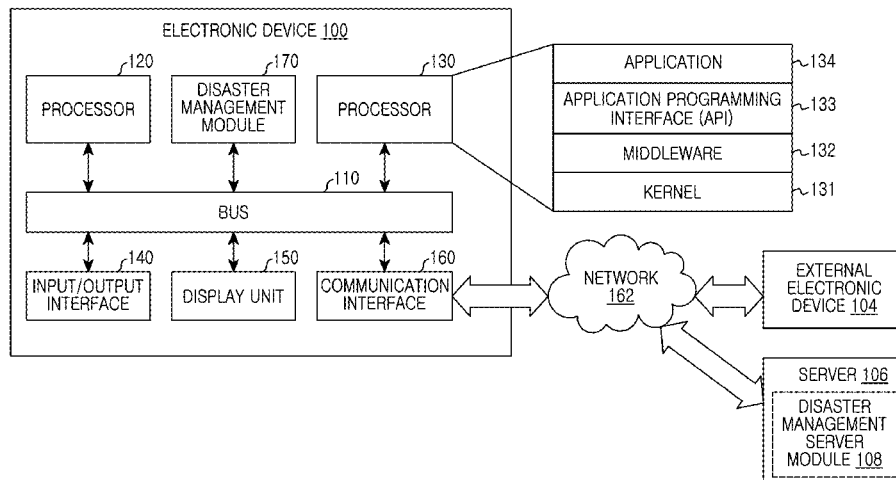 ELECTRONIC DEVICE 100
120
170
130
PROCESSOR
DISASTER
MANAGEMENT
MODULE
PROCESSOR
APPLICATION
134
APPLICATION PROGRAMMING
INTERFACE (API)
133
MIDDLEWARE
132
KERNEL
131
110
BUS
140
150
160
INPUT/OUTPUT
INTERFACE
DISPLAY UNIT
COMMUNICATION
INTERFACE
NETWORK
162
EXTERNAL
ELECTRONIC
DEVICE 104
SERVER 106
DISASTER
MANAGEMENT
SERVER
MODULE 108